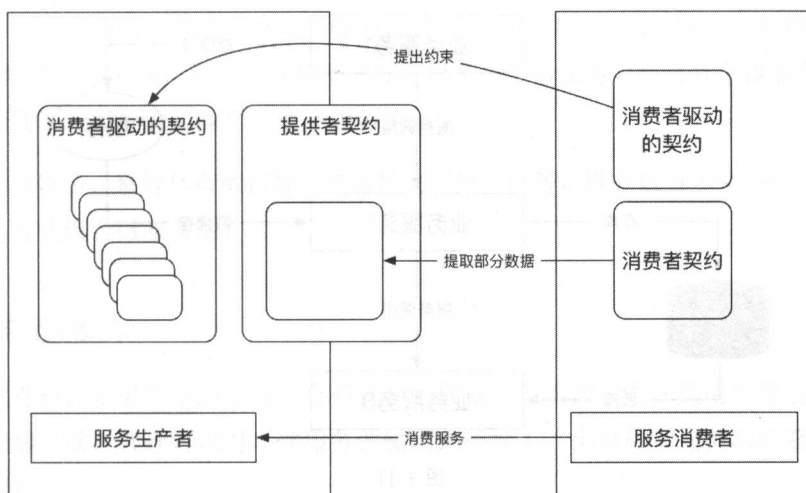 提出约束
消费者驱动的契约
提供者契约
消费者驱动
的契约
提取部分数据
消费者契约
服务生产者
消费服务
服务消费者